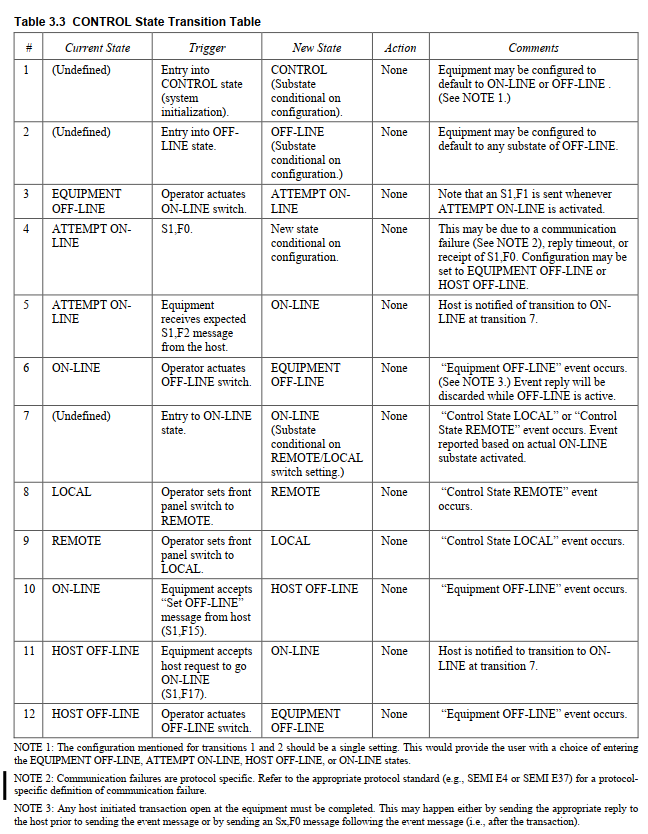 Table 3.3 CONTROL State Transition Table
# Current State Trigger New State Action Comments
1 (Undefined) Entry into CONTROL None Equipment may be configured to
CONTROL state (Substate default to ON-LINE or OFF-LINE .
(system conditional on (See NOTE 1.)
initialization). configuration).
2 (Undefined) Entry into OFF- OFF-LINE None Equipment may be configured to
LINE state. (Substate default to any substate of OFF-LINE.
conditional on
configuration.)
3 EQUIPMENT Operator actuates ATTEMPT ON- None Note that an S1,F1 is sent whenever
OFF-LINE ON-LINE switch. LINE ATTEMPT ON-LINE is activated.
4 ATTEMPT ON- S1,F0. New state None This may be due to a communication
LINE conditional on failure (See NOTE 2), reply timeout, or
configuration. receipt of S1,F0. Configuration may be
set to EQUIPMENT OFF-LINE or
HOST OFF-LINE.
5 ATTEMPT ON- Equipment ON-LINE None Host is notified of transition to ON-
LINE receives expected LINE at transition 7.
S1,F2 message
from the host.
6 ON-LINE Operator actuates EQUIPMENT None “Equipment OFF-LINE” event occurs.
OFF-LINE switch. OFF-LINE (See NOTE 3.) Event reply will be
discarded while OFF-LINE is active.
7 (Undefined) Entry to ON-LINE ON-LINE None “Control State LOCAL” or “Control
state. (Substate State REMOTE” event occurs. Event
conditional on reported based on actual ON-LINE
REMOTE/LOCAL substate activated.
switch setting.)
8 LOCAL Operator sets front REMOTE None “Control State REMOTE” event
panel switch to occurs.
REMOTE.
9 REMOTE Operator sets front LOCAL None “Control State LOCAL” event occurs.
panel switch to
LOCAL.
10 ON-LINE Equipment accepts HOST OFF-LINE None “Equipment OFF-LINE” event occurs.
“Set OFF-LINE”
message from host
(S1,F15).
11 HOST OFF-LINE Equipment accepts ON-LINE None Host is notified to transition to ON-
host request to go LINE at transition 7.
ON-LINE
(S1,F17).
12 HOST OFF-LINE Operator actuates EQUIPMENT None “Equipment OFF-LINE” event occurs.
OFF-LINE switch. OFF-LINE
NOTE 1: The configuration mentioned for transitions 1 and 2 should be a single setting. This would provide the user with a choice of entering
the EQUIPMENT OFF-LINE, ATTEMPT ON-LINE, HOST OFF-LINE, or ON-LINE states.
NOTE 2: Communication failures are protocol specific. Refer to the appropriate protocol standard (e.g., SEMI E4 or SEMI E37) for a protocol-
specific definition of communication failure.
NOTE 3: Any host initiated transaction open at the equipment must be completed. This may happen either by sending the appropriate reply to
the host prior to sending the event message or by sending an Sx,F0 message following the event message (i.e., after the transaction).